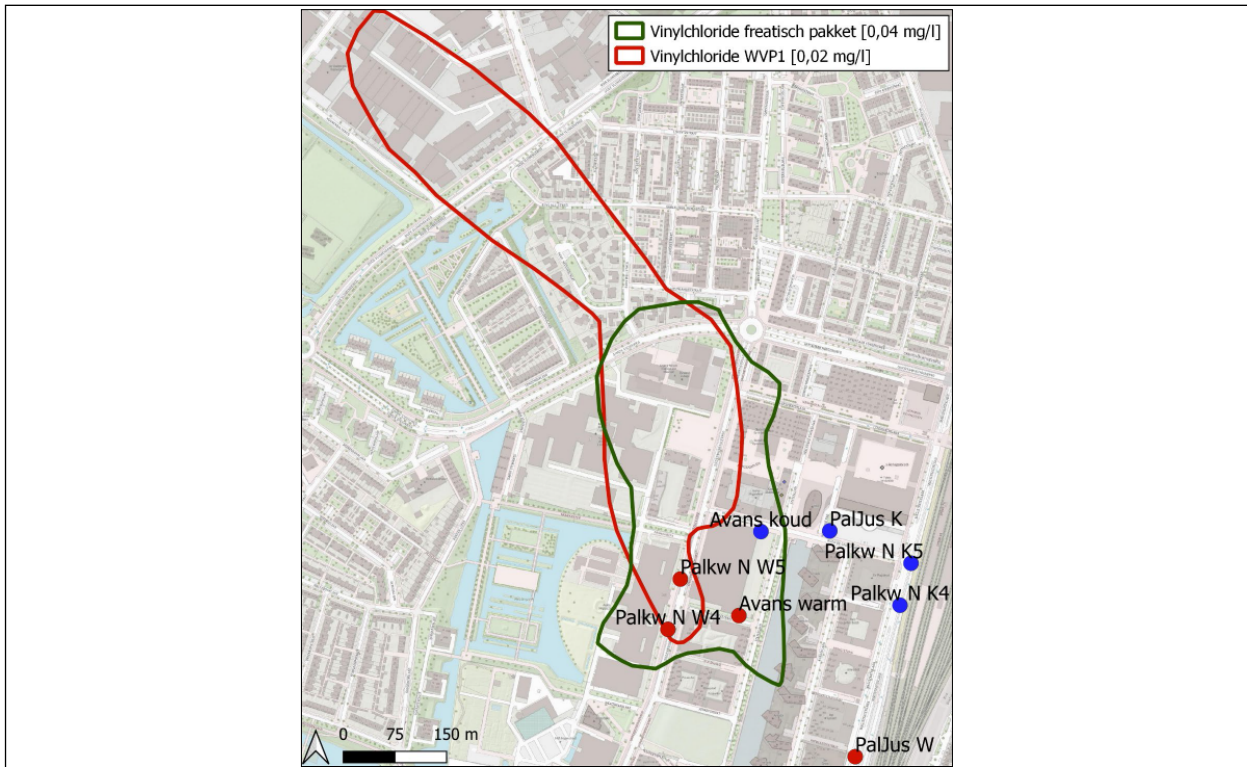 Vinylchloride freatisch pakket [0,04 mg/l]
Vinylchloride WVP1 [0,02 mg/l]
Avans koud
PalJus K
Palkw N K5
Palkw N W5
Palkw N K4
Avans warm
Palkw N W4
PalJus W
0 75 150 m